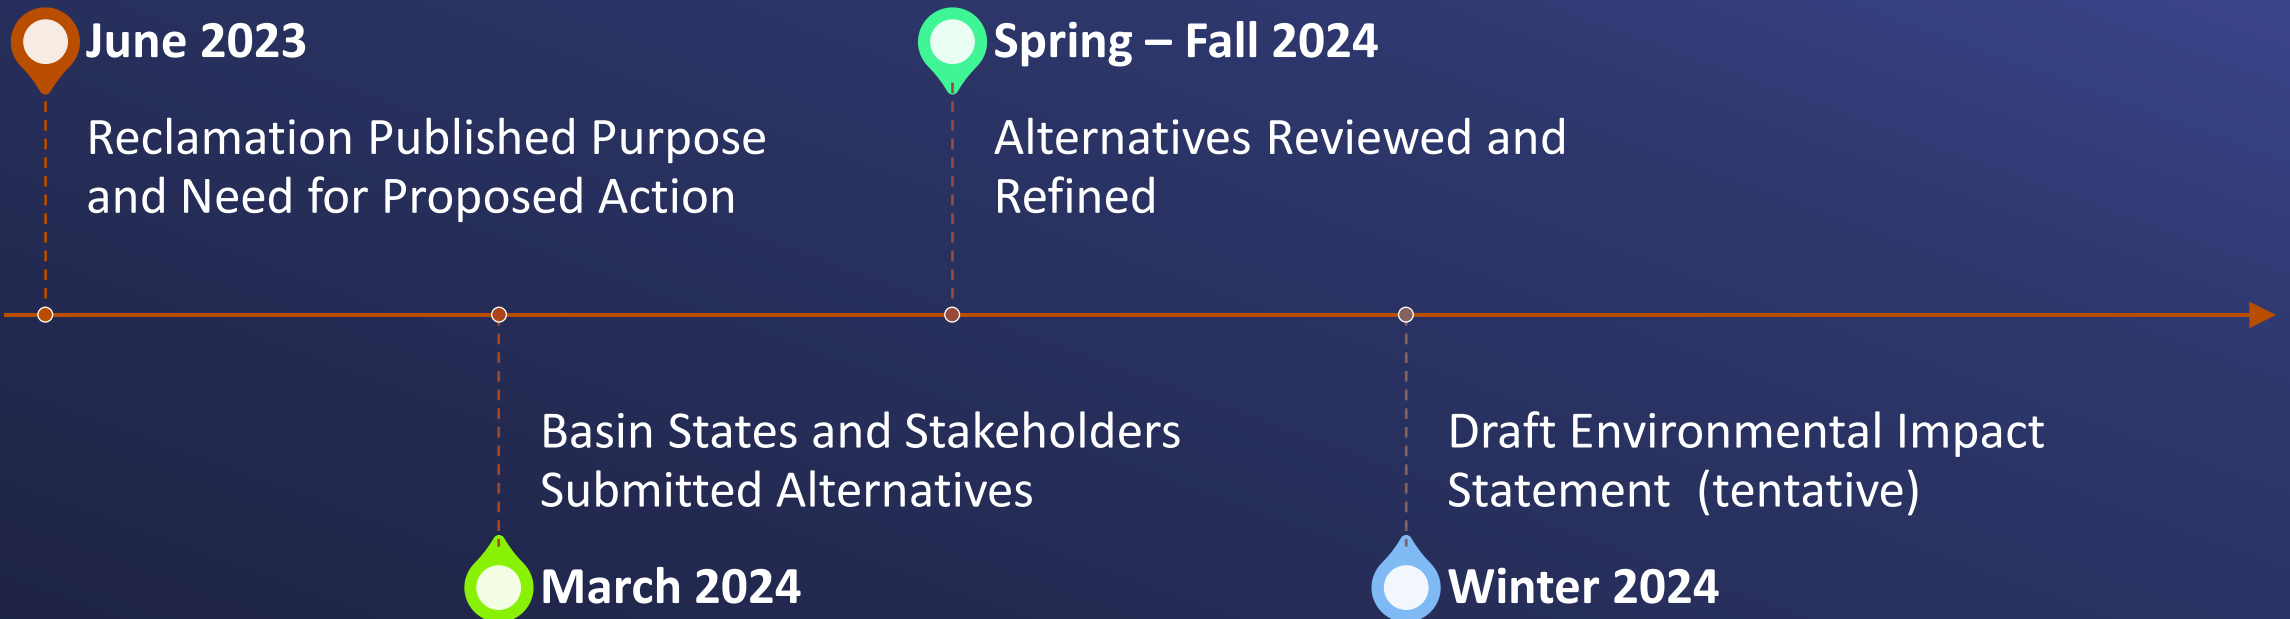 June 2023
Reclamation Published Purpose
and Need for Proposed Action
Spring – Fall 2024
Alternatives Reviewed and
Refined
Basin States and Stakeholders
Submitted Alternatives
March 2024
Draft Environmental Impact
Statement  (tentative)
Winter 2024